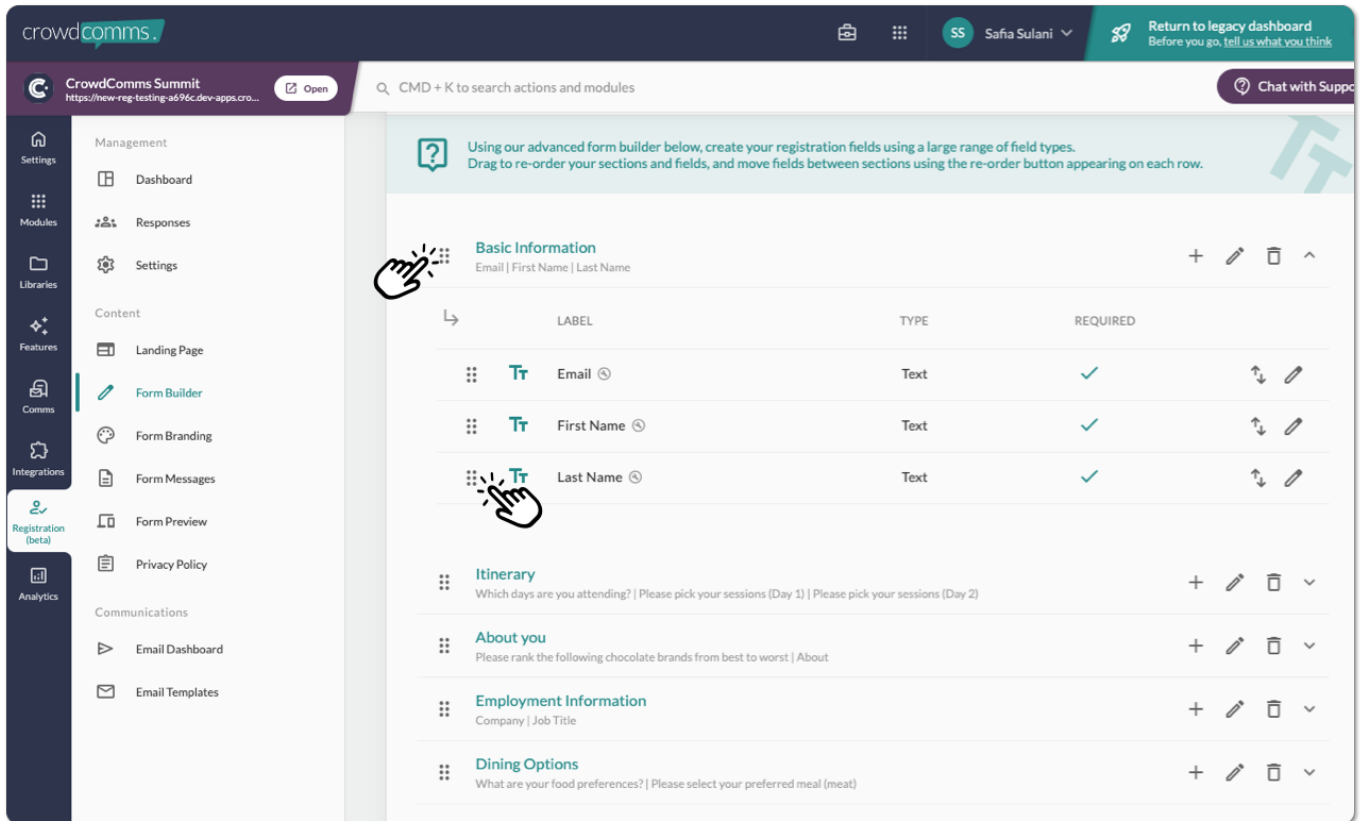 crowdcomms.
SS
Safia Sulani
Return to legacy dashboard
Before you go, tell us what you think
C.
CrowdComms Summit
https://new-reg-testing-a696c.dev-apps.cro...
Open
CMD + K to search actions and modules
Chat with Suppo
Settings
Modules
Libraries
Features
Comms
Integrations
Registration
(beta)
Analytics
Management
Dashboard
Responses
Settings
Content
Landing Page
Form Builder
Form Branding
Form Messages
Form Preview
Privacy Policy
Communications
Email Dashboard
Email Templates
Using our advanced form builder below, create your registration fields using a large range of field types.
Drag to re-order your sections and fields, and move fields between sections using the re-order button appearing on each row.
Basic Information
Email | First Name | Last Name
LABEL TYPE REQUIRED
Email Text
First Name Text
Last Name Text
Itinerary
Which days are you attending? | Please pick your sessions (Day 1) | Please pick your sessions (Day 2)
About you
Please rank the following chocolate brands from best to worst | About
Employment Information
Company | Job Title
Dining Options
What are your food preferences? | Please select your preferred meal (meat)